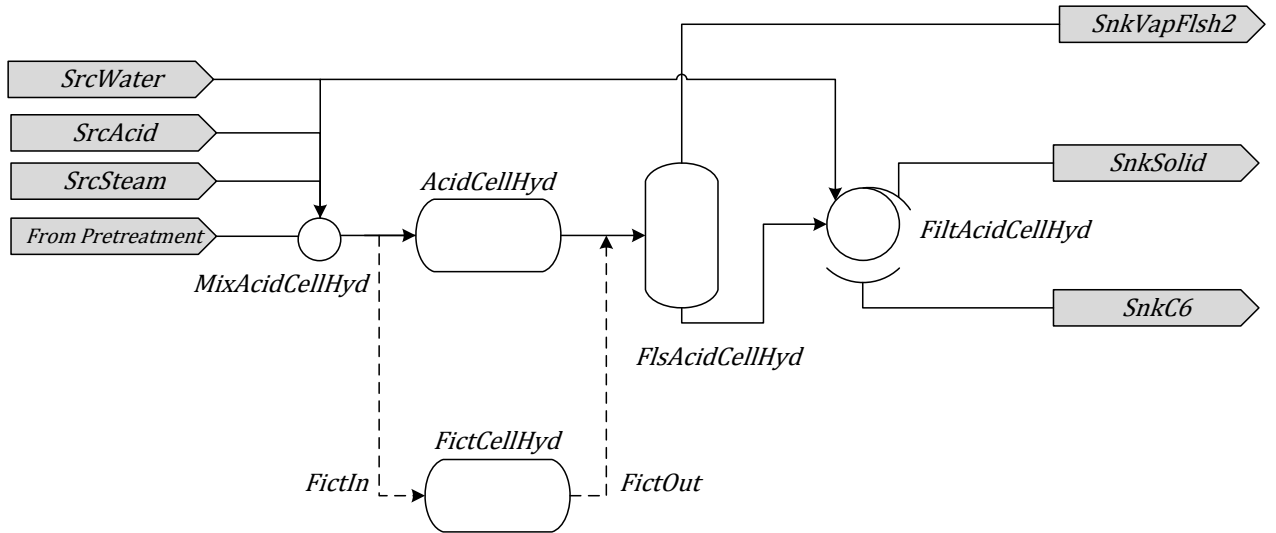 SnkVapFlsh2
SrcWater
SrcAcid
SnkSolid
SrcSteam
AcidCellHyd
From Pretreatment
FiltAcidCellHyd
MixAcidCellHyd
SnkC6
FlsAcidCellHyd
FictCellHyd
FictIn
FictOut